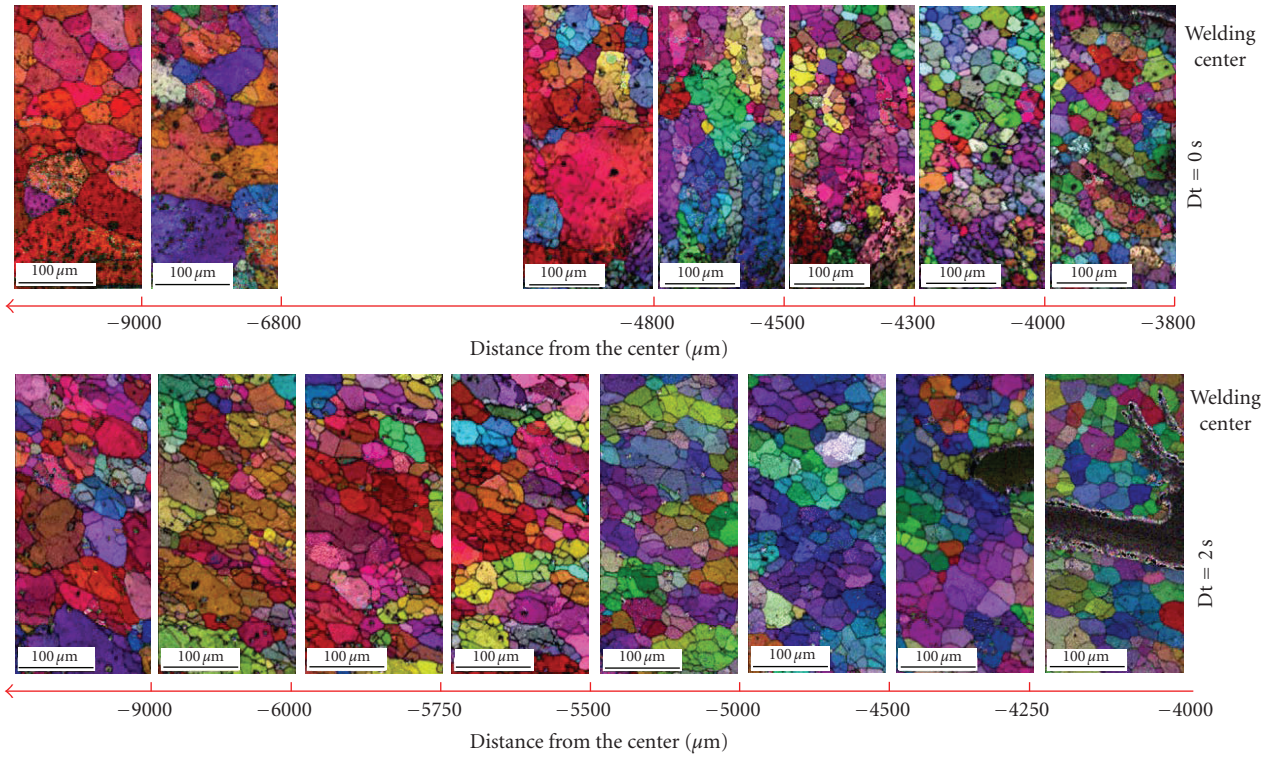 Welding
center
Dt = 0 s
100 μm 100 μm 100 μm 100 μm 100 μm 100 μm 100 μm
−9000 −6800 −4800 −4500 −4300 −4000 −3800
Distance from the center (μm)
Welding
center
Dt = 2 s
100 μm 100 μm 100 μm 100 μm 100 μm 100 μm 100 μm 100 μm
−9000 −6000 −5750 −5500 −5000 −4500 −4250 −4000
Distance from the center (μm)